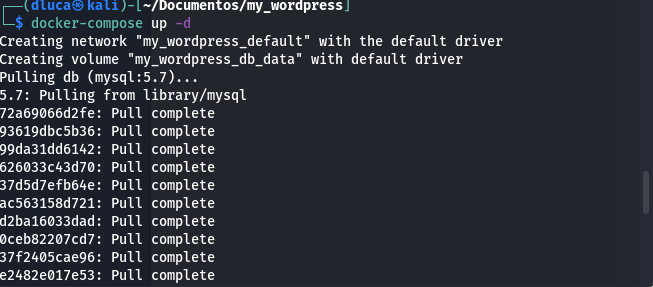 ┌──(dluca㉿kali)-[~/Documentos/my_wordpress]
└─$ docker-compose up -d
Creating network "my_wordpress_default" with the default driver
Creating volume "my_wordpress_db_data" with default driver
Pulling db (mysql:5.7)...
5.7: Pulling from library/mysql
72a69066d2fe: Pull complete
93619dbc5b36: Pull complete
99da31dd6142: Pull complete
626033c43d70: Pull complete
37d5d7efb64e: Pull complete
ac563158d721: Pull complete
d2ba16033dad: Pull complete
0ceb82207cd7: Pull complete
37f2405cae96: Pull complete
e2482e017e53: Pull complete